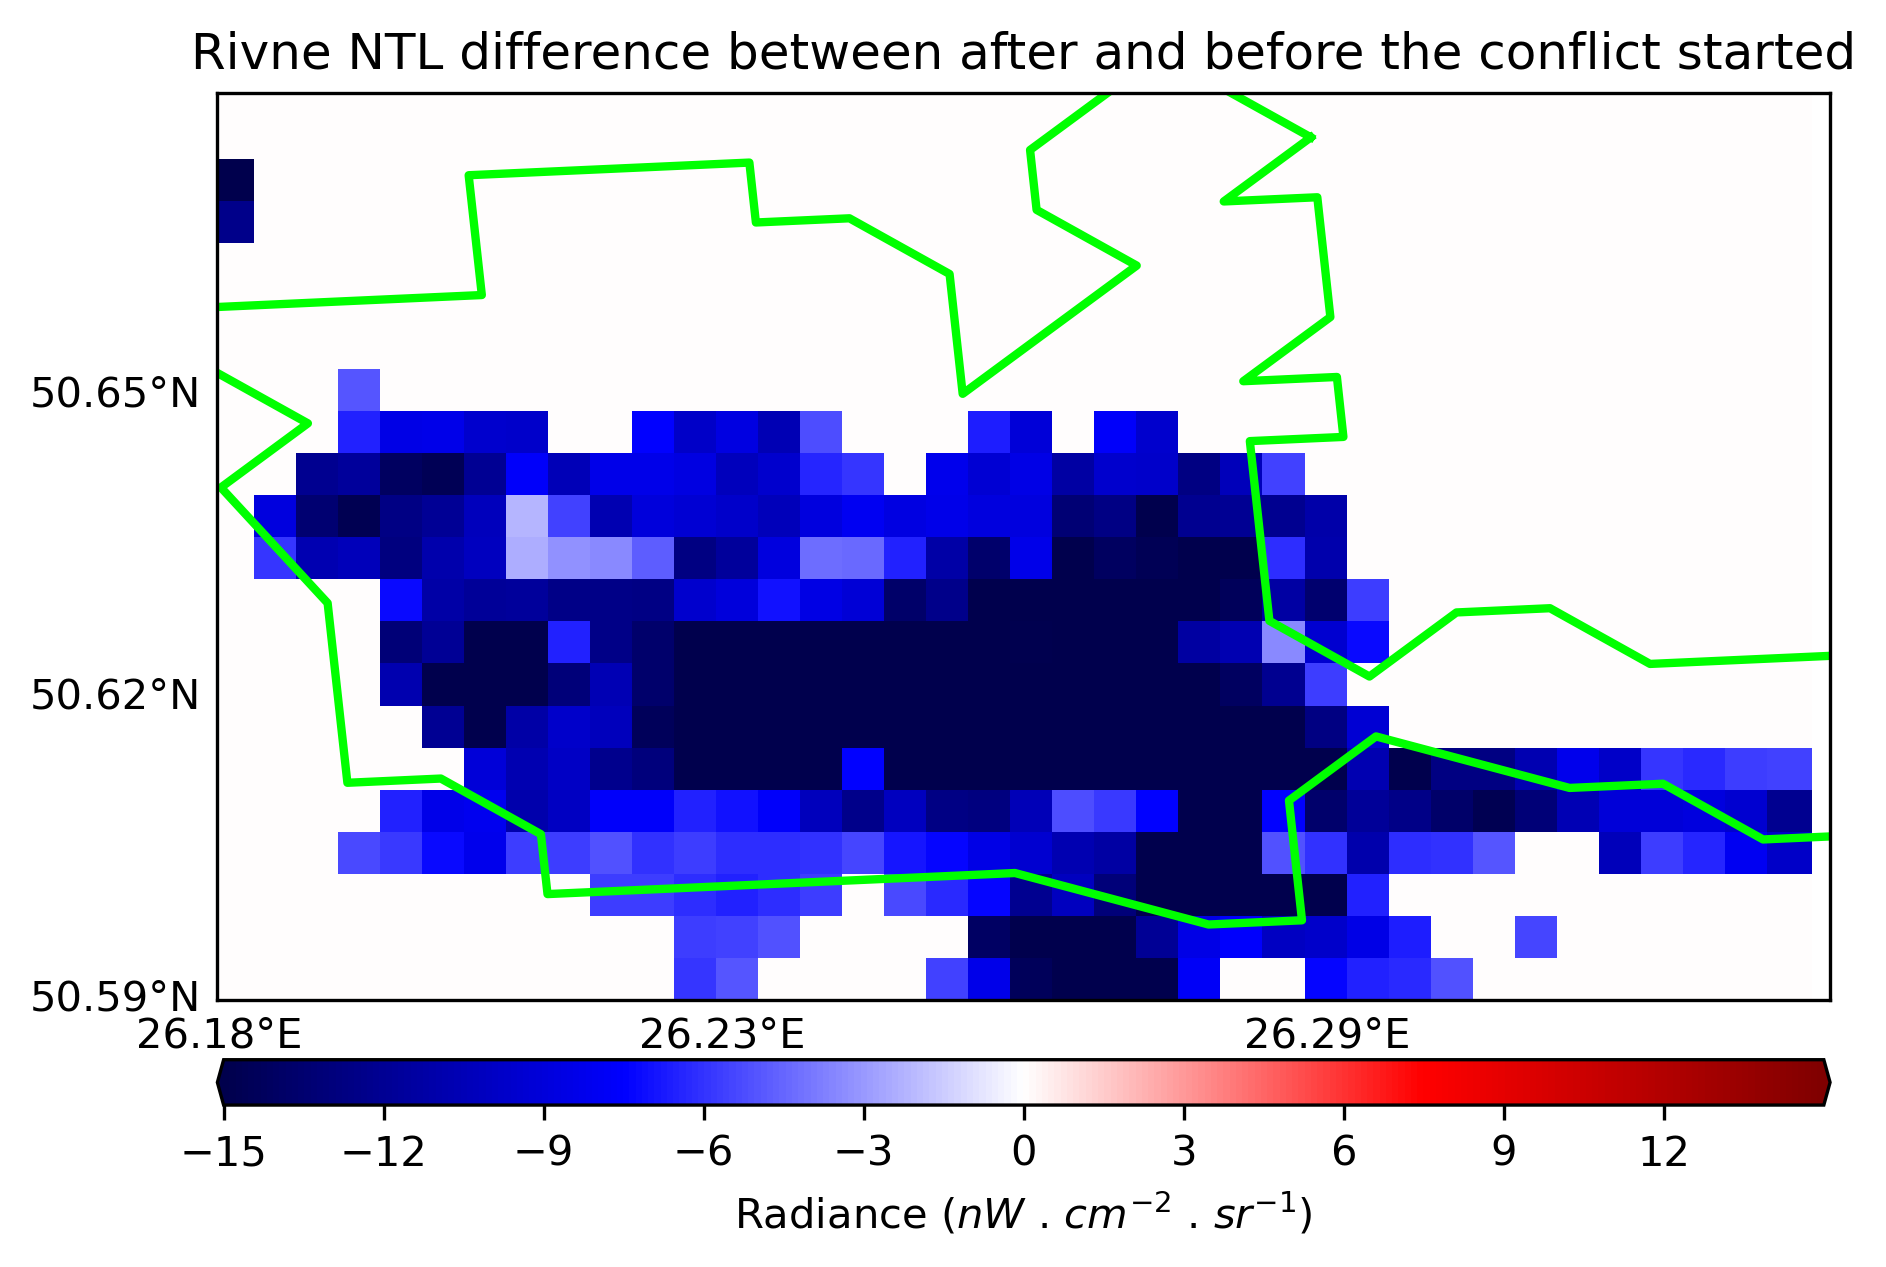 Rivne NTL difference between after and before the conflict started
50.65°N
50.62°N
50.59°N
26.18°E 26.23°E 26.29°E
−15 −12 −9 −6 −3 0 3 6 9 12
Radiance (nW . cm⁻² . sr⁻¹)